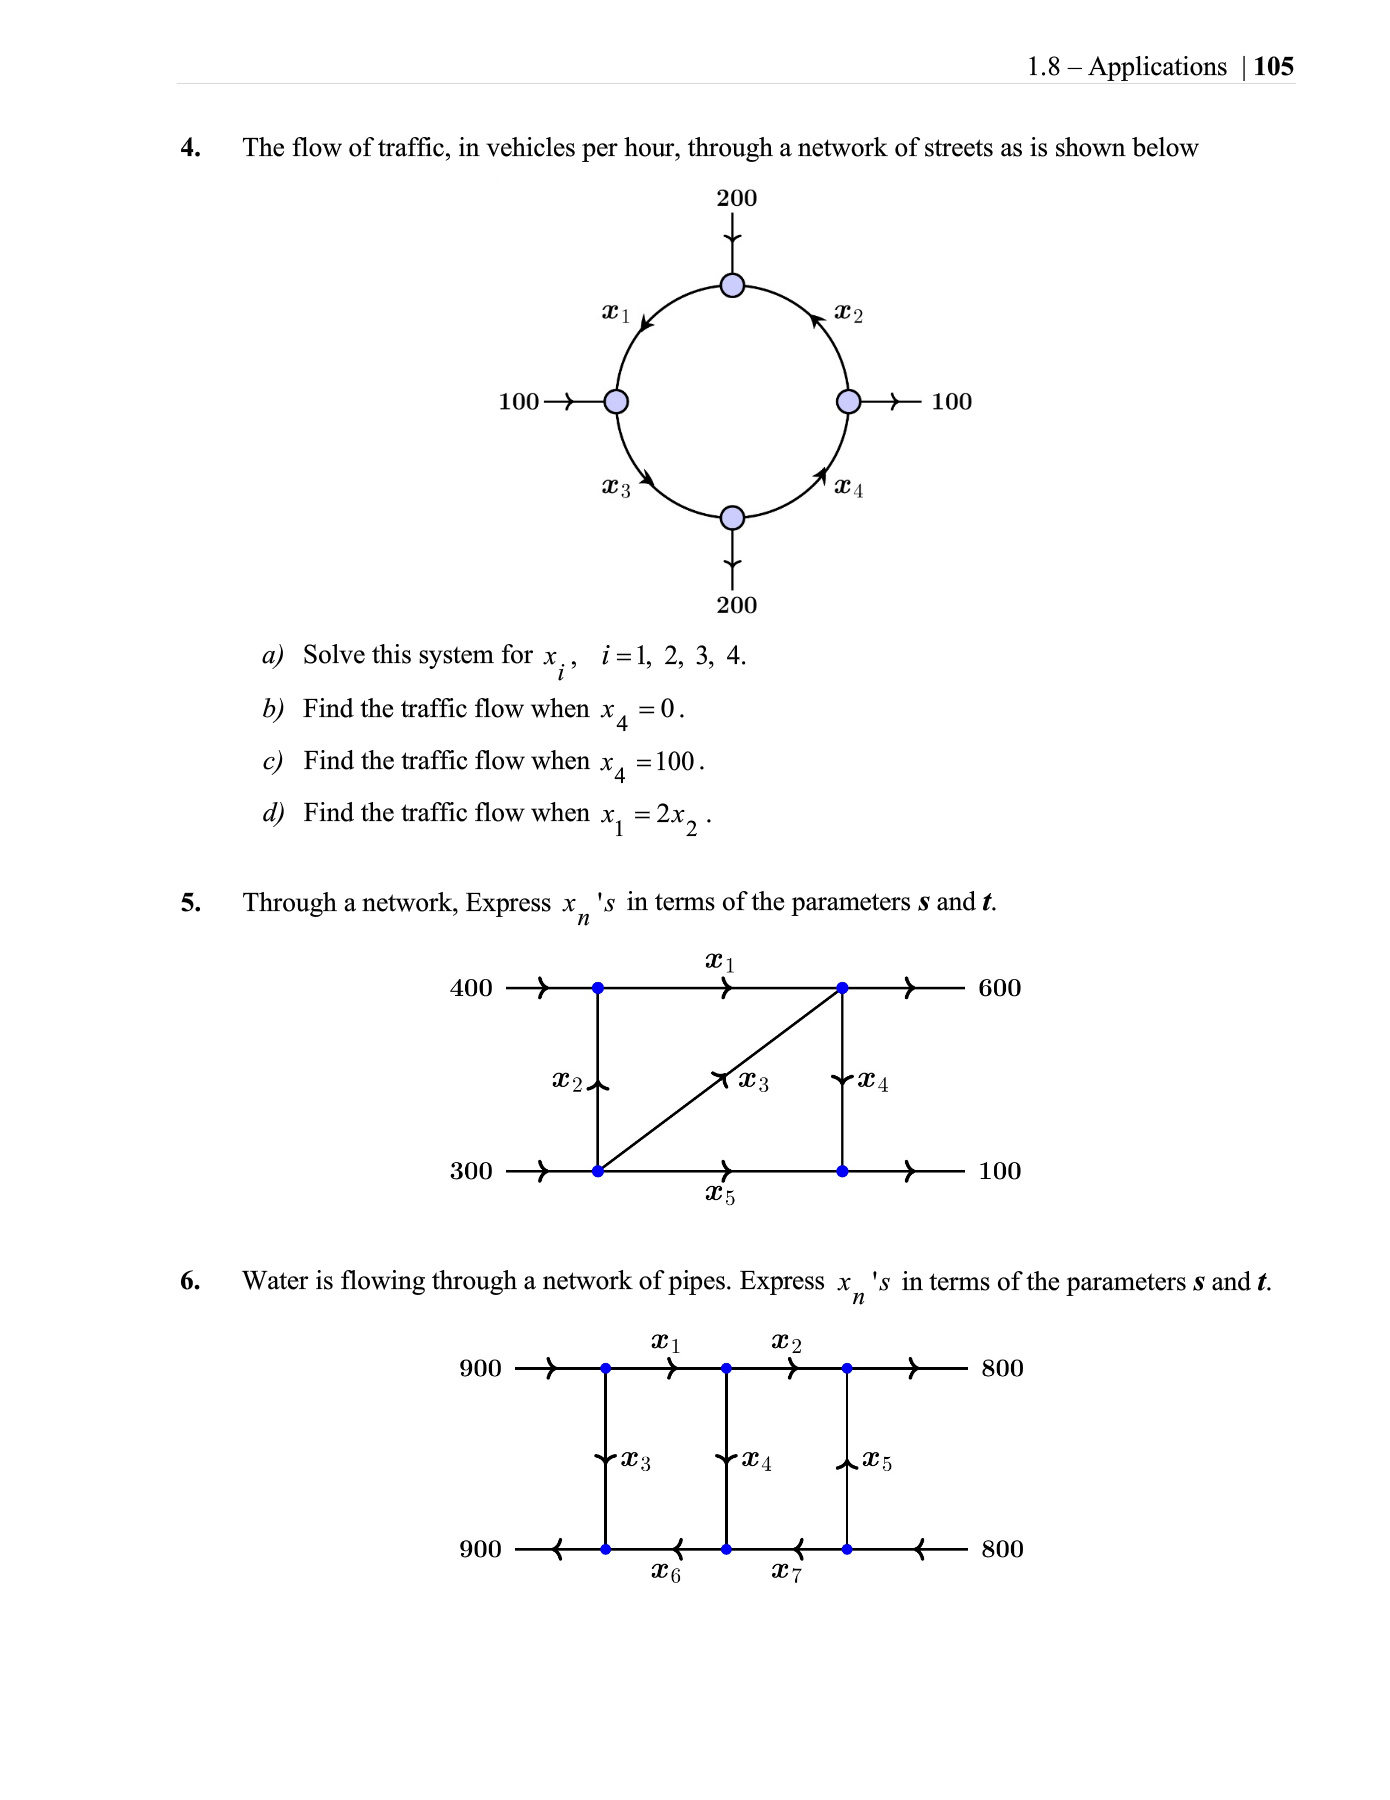 1.8 – Applications | 105
4. The flow of traffic, in vehicles per hour, through a network of streets as is shown below
200
x₁ x₂
100 100
x₃ x₄
200
a) Solve this system for xᵢ, i = 1, 2, 3, 4.
b) Find the traffic flow when x₄ = 0.
c) Find the traffic flow when x₄ = 100.
d) Find the traffic flow when x₁ = 2x₂.
5. Through a network, Express xₙ 's in terms of the parameters s and t.
x₁
400 600
x₂ x₃ x₄
300 100
x₅
6. Water is flowing through a network of pipes. Express xₙ 's in terms of the parameters s and t.
x₁ x₂
900 800
x₃ x₄ x₅
900 800
x₆ x₇